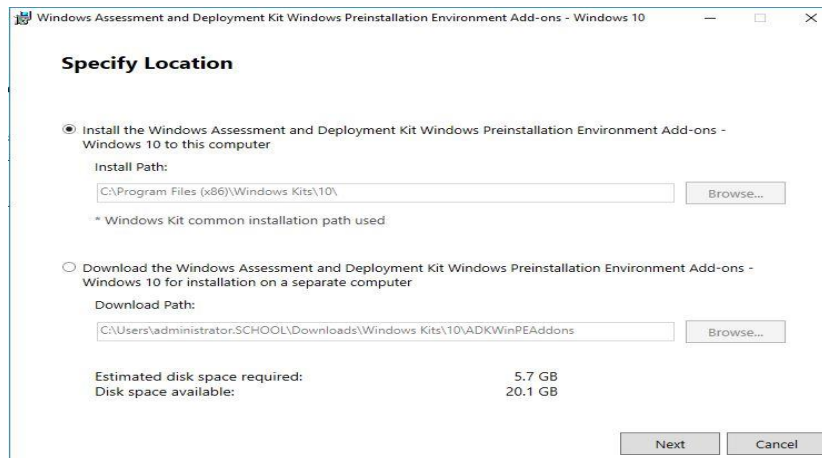 Windows Assessment and Deployment Kit Windows Preinstallation Environment Add-ons - Windows 10
Specify Location
Install the Windows Assessment and Deployment Kit Windows Preinstallation Environment Add-ons -
Windows 10 to this computer
Install Path:
C:\Program Files (x86)\Windows Kits\10\
Browse...
* Windows Kit common installation path used
Download the Windows Assessment and Deployment Kit Windows Preinstallation Environment Add-ons -
Windows 10 for installation on a separate computer
Download Path:
C:\Users\administrator.SCHOOL\Downloads\Windows Kits\10\ADKWinPEAddons
Browse...
Estimated disk space required: 5.7 GB
Disk space available: 20.1 GB
Next Cancel